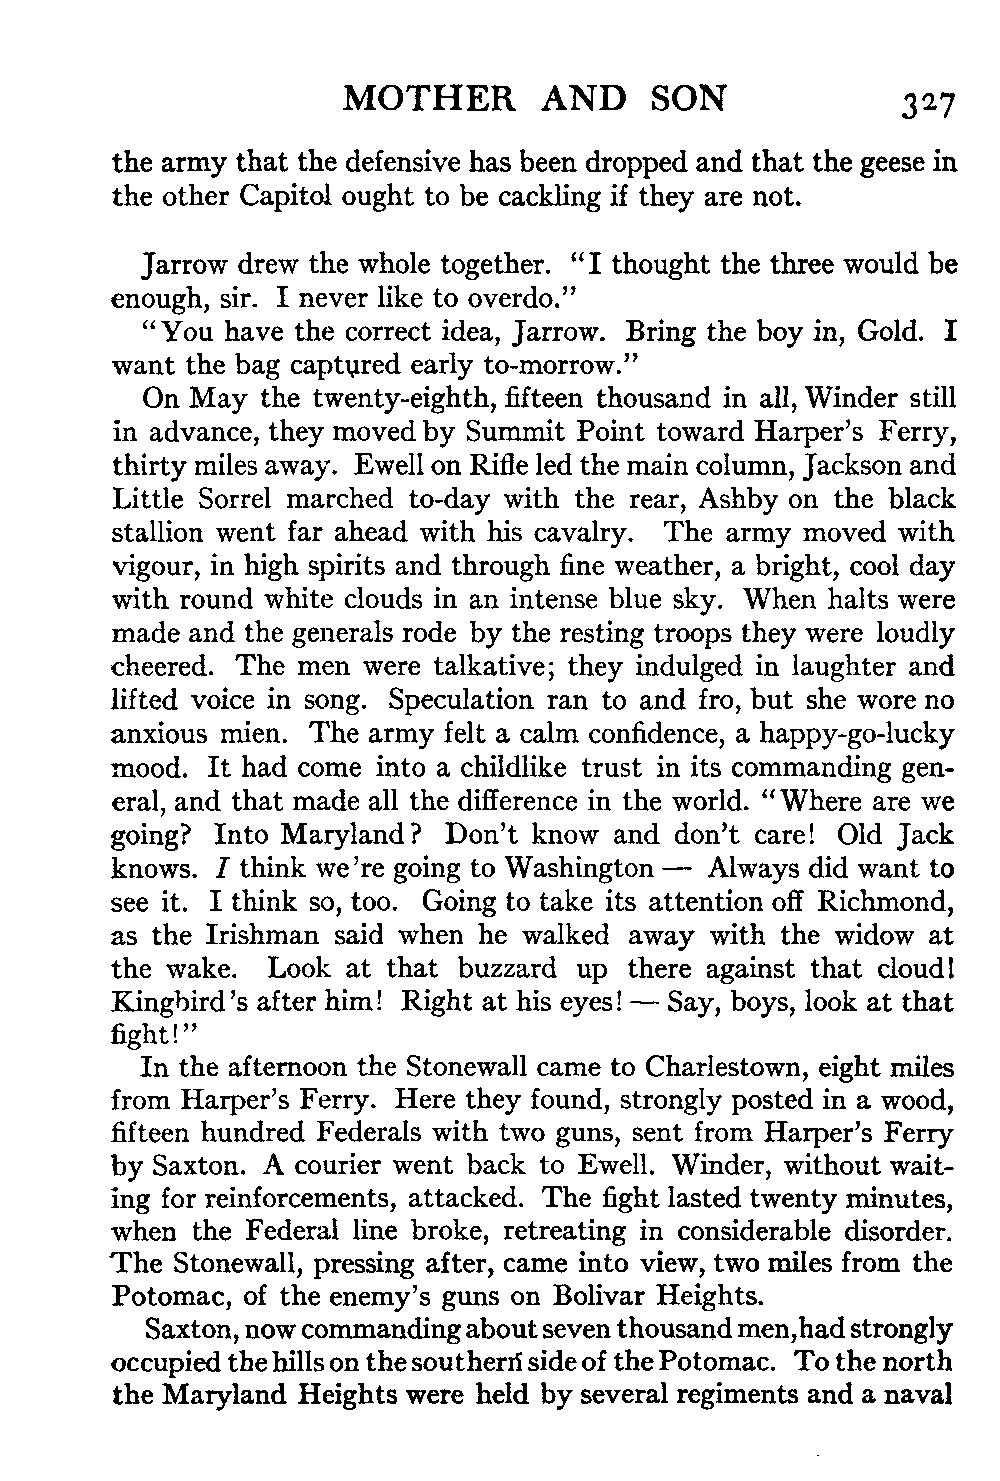 MOTHER AND SON 327
the army that the defensive has been dropped and that the geese in
the other Capitol ought to be cackling if they are not.
Jarrow drew the whole together. "I thought the three would be
enough, sir. I never like to overdo."
"You have the correct idea, Jarrow. Bring the boy in, Gold. I
want the bag captured early to-morrow."
On May the twenty-eighth, fifteen thousand in all, Winder still
in advance, they moved by Summit Point toward Harper's Ferry,
thirty miles away. Ewell on Rifle led the main column, Jackson and
Little Sorrel marched to-day with the rear, Ashby on the black
stallion went far ahead with his cavalry. The army moved with
vigour, in high spirits and through fine weather, a bright, cool day
with round white clouds in an intense blue sky. When halts were
made and the generals rode by the resting troops they were loudly
cheered. The men were talkative; they indulged in laughter and
lifted voice in song. Speculation ran to and fro, but she wore no
anxious mien. The army felt a calm confidence, a happy-go-lucky
mood. It had come into a childlike trust in its commanding gen-
eral, and that made all the difference in the world. "Where are we
going? Into Maryland? Don't know and don't care! Old Jack
knows. I think we're going to Washington — Always did want to
see it. I think so, too. Going to take its attention off Richmond,
as the Irishman said when he walked away with the widow at
the wake. Look at that buzzard up there against that cloud!
Kingbird's after him! Right at his eyes! — Say, boys, look at that
fight!"
In the afternoon the Stonewall came to Charlestown, eight miles
from Harper's Ferry. Here they found, strongly posted in a wood,
fifteen hundred Federals with two guns, sent from Harper's Ferry
by Saxton. A courier went back to Ewell. Winder, without wait-
ing for reinforcements, attacked. The fight lasted twenty minutes,
when the Federal line broke, retreating in considerable disorder.
The Stonewall, pressing after, came into view, two miles from the
Potomac, of the enemy's guns on Bolivar Heights.
Saxton, now commanding about seven thousand men, had strongly
occupied the hills on the southern side of the Potomac. To the north
the Maryland Heights were held by several regiments and a naval